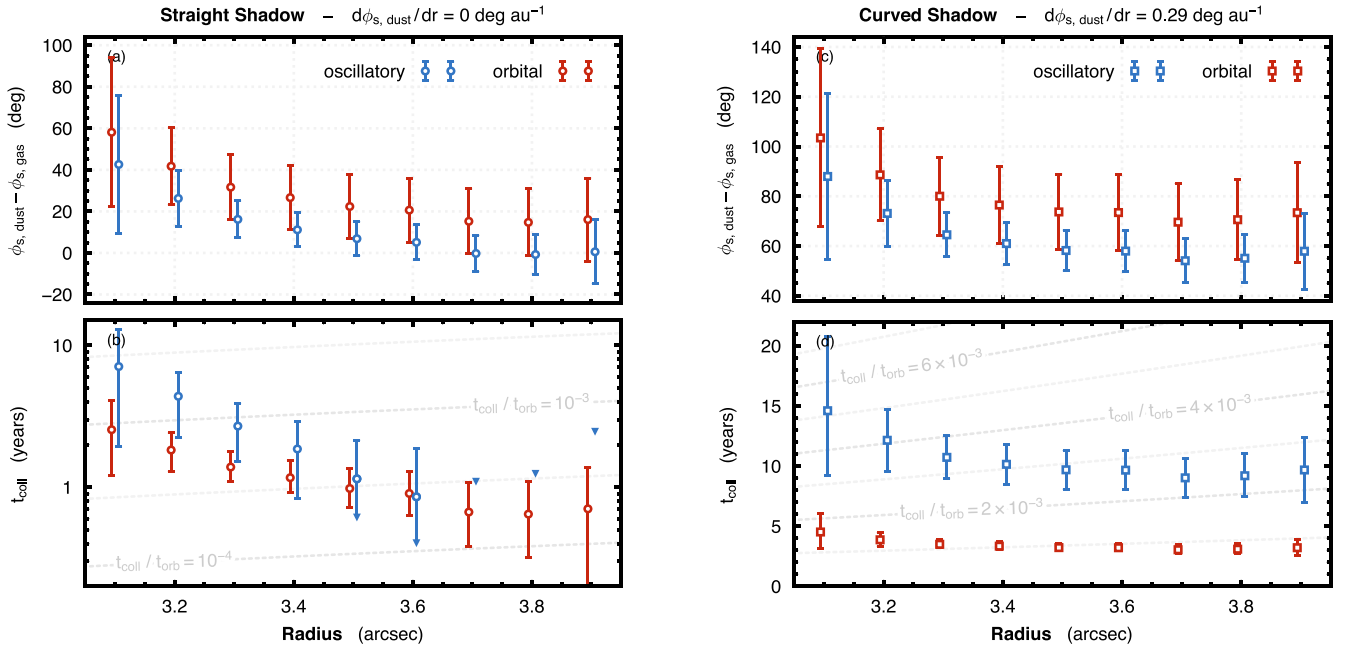 Straight Shadow – dϕs, dust/dr = 0 deg au⁻¹
Curved Shadow – dϕs, dust/dr = 0.29 deg au⁻¹
(a)
oscillatory orbital
100
80
60
40
20
0
−20
ϕs, dust − ϕs, gas (deg)
(c)
oscillatory orbital
140
120
100
80
60
40
ϕs, dust − ϕs, gas (deg)
(b)
10
1
tcoll (years)
tcoll / torb = 10⁻³
tcoll / torb = 10⁻⁴
3.2 3.4 3.6 3.8
Radius (arcsec)
(d)
20
15
10
5
0
tcoll (years)
tcoll / torb = 6 × 10⁻³
tcoll / torb = 4 × 10⁻³
tcoll / torb = 2 × 10⁻³
3.2 3.4 3.6 3.8
Radius (arcsec)